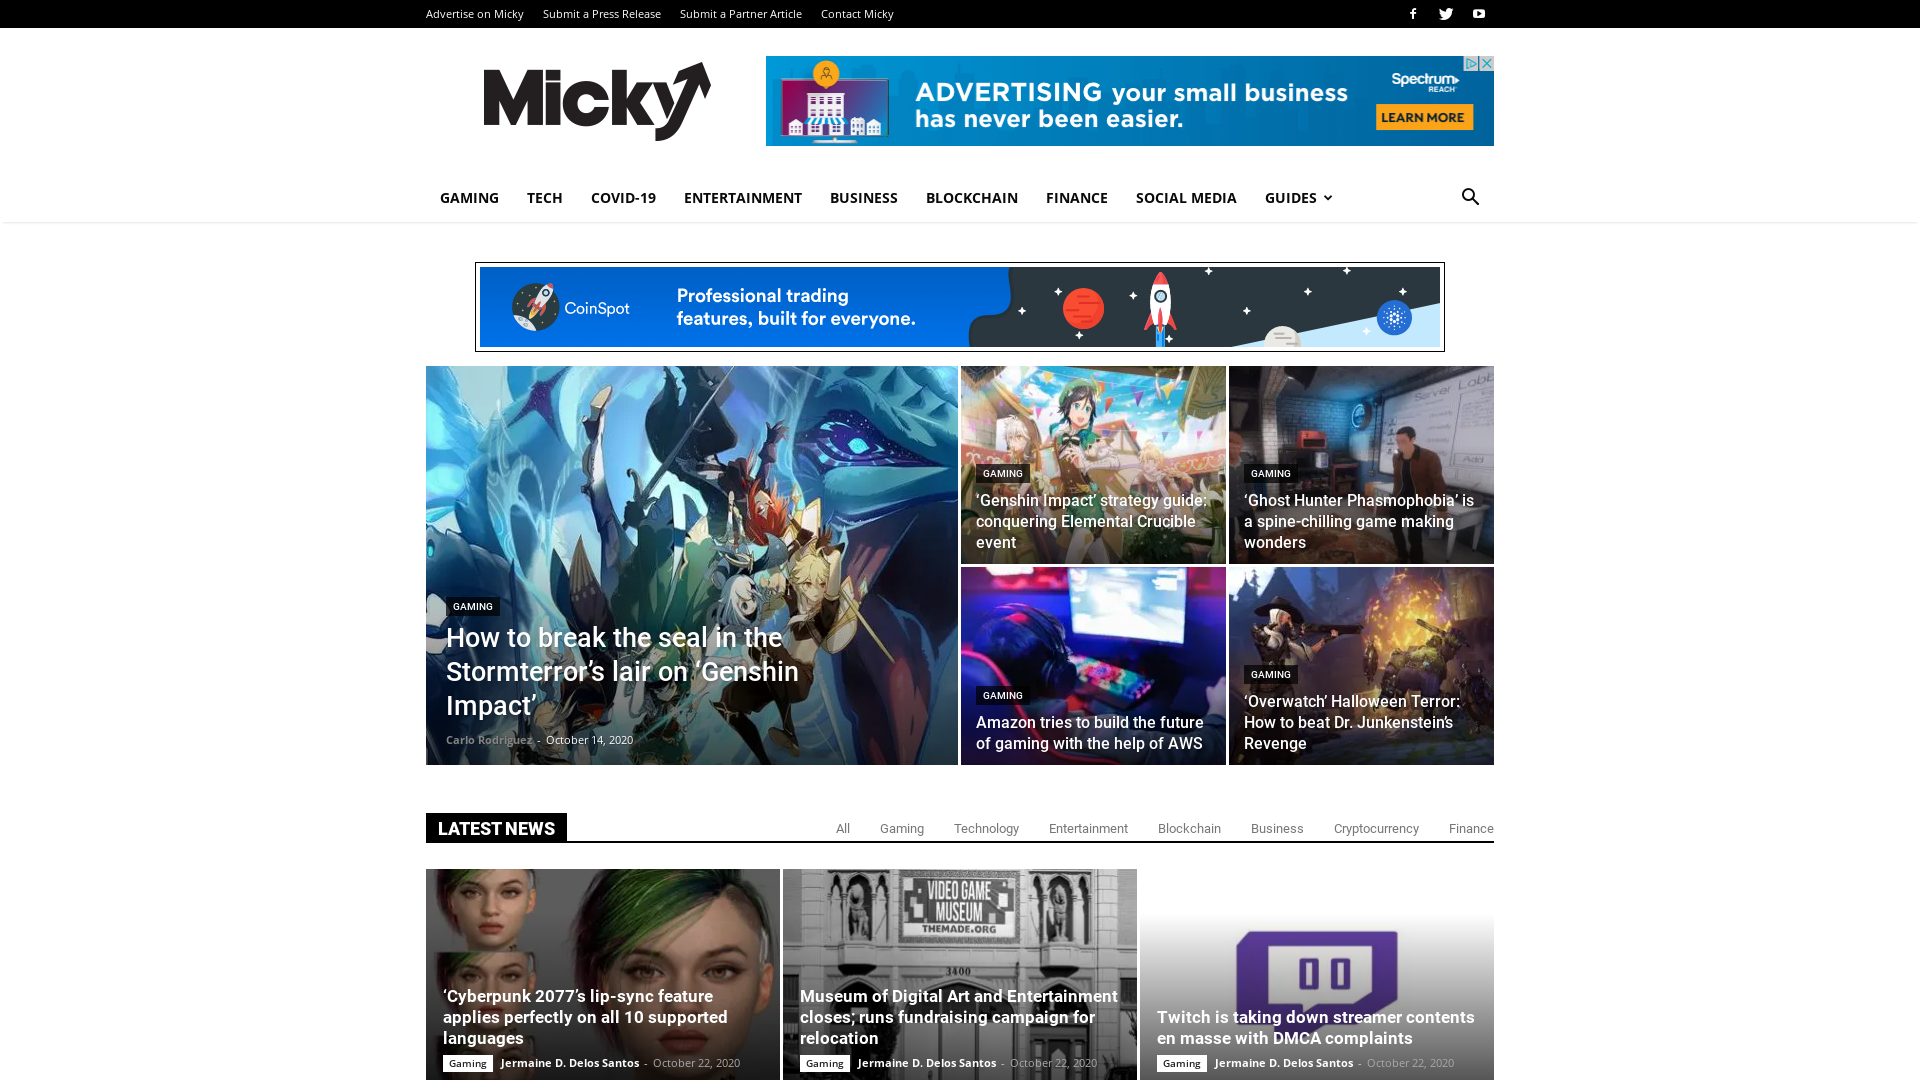 Advertise on Micky Submit a Press Release Submit a Partner Article Contact Micky
Micky
ADVERTISING your small business
has never been easier.
Spectrum
REACH
LEARN MORE
GAMING TECH COVID-19 ENTERTAINMENT BUSINESS BLOCKCHAIN FINANCE SOCIAL MEDIA GUIDES
CoinSpot
Professional trading
features, built for everyone.
GAMING
How to break the seal in the
Stormterror’s lair on ‘Genshin
Impact’
Carlo Rodriguez - October 14, 2020
GAMING
‘Genshin Impact’ strategy guide:
conquering Elemental Crucible
event
Server Lobb
Add
GAMING
‘Ghost Hunter Phasmophobia’ is
a spine-chilling game making
wonders
GAMING
Amazon tries to build the future
of gaming with the help of AWS
GAMING
‘Overwatch’ Halloween Terror:
How to beat Dr. Junkenstein’s
Revenge
LATEST NEWS
All Gaming Technology Entertainment Blockchain Business Cryptocurrency Finance
‘Cyberpunk 2077’s lip-sync feature
applies perfectly on all 10 supported
languages
Gaming Jermaine D. Delos Santos - October 22, 2020
VIDEO GAME
MUSEUM
THEMADE.ORG
3400
Museum of Digital Art and Entertainment
closes; runs fundraising campaign for
relocation
Gaming Jermaine D. Delos Santos - October 22, 2020
Twitch is taking down streamer contents
en masse with DMCA complaints
Gaming Jermaine D. Delos Santos - October 22, 2020